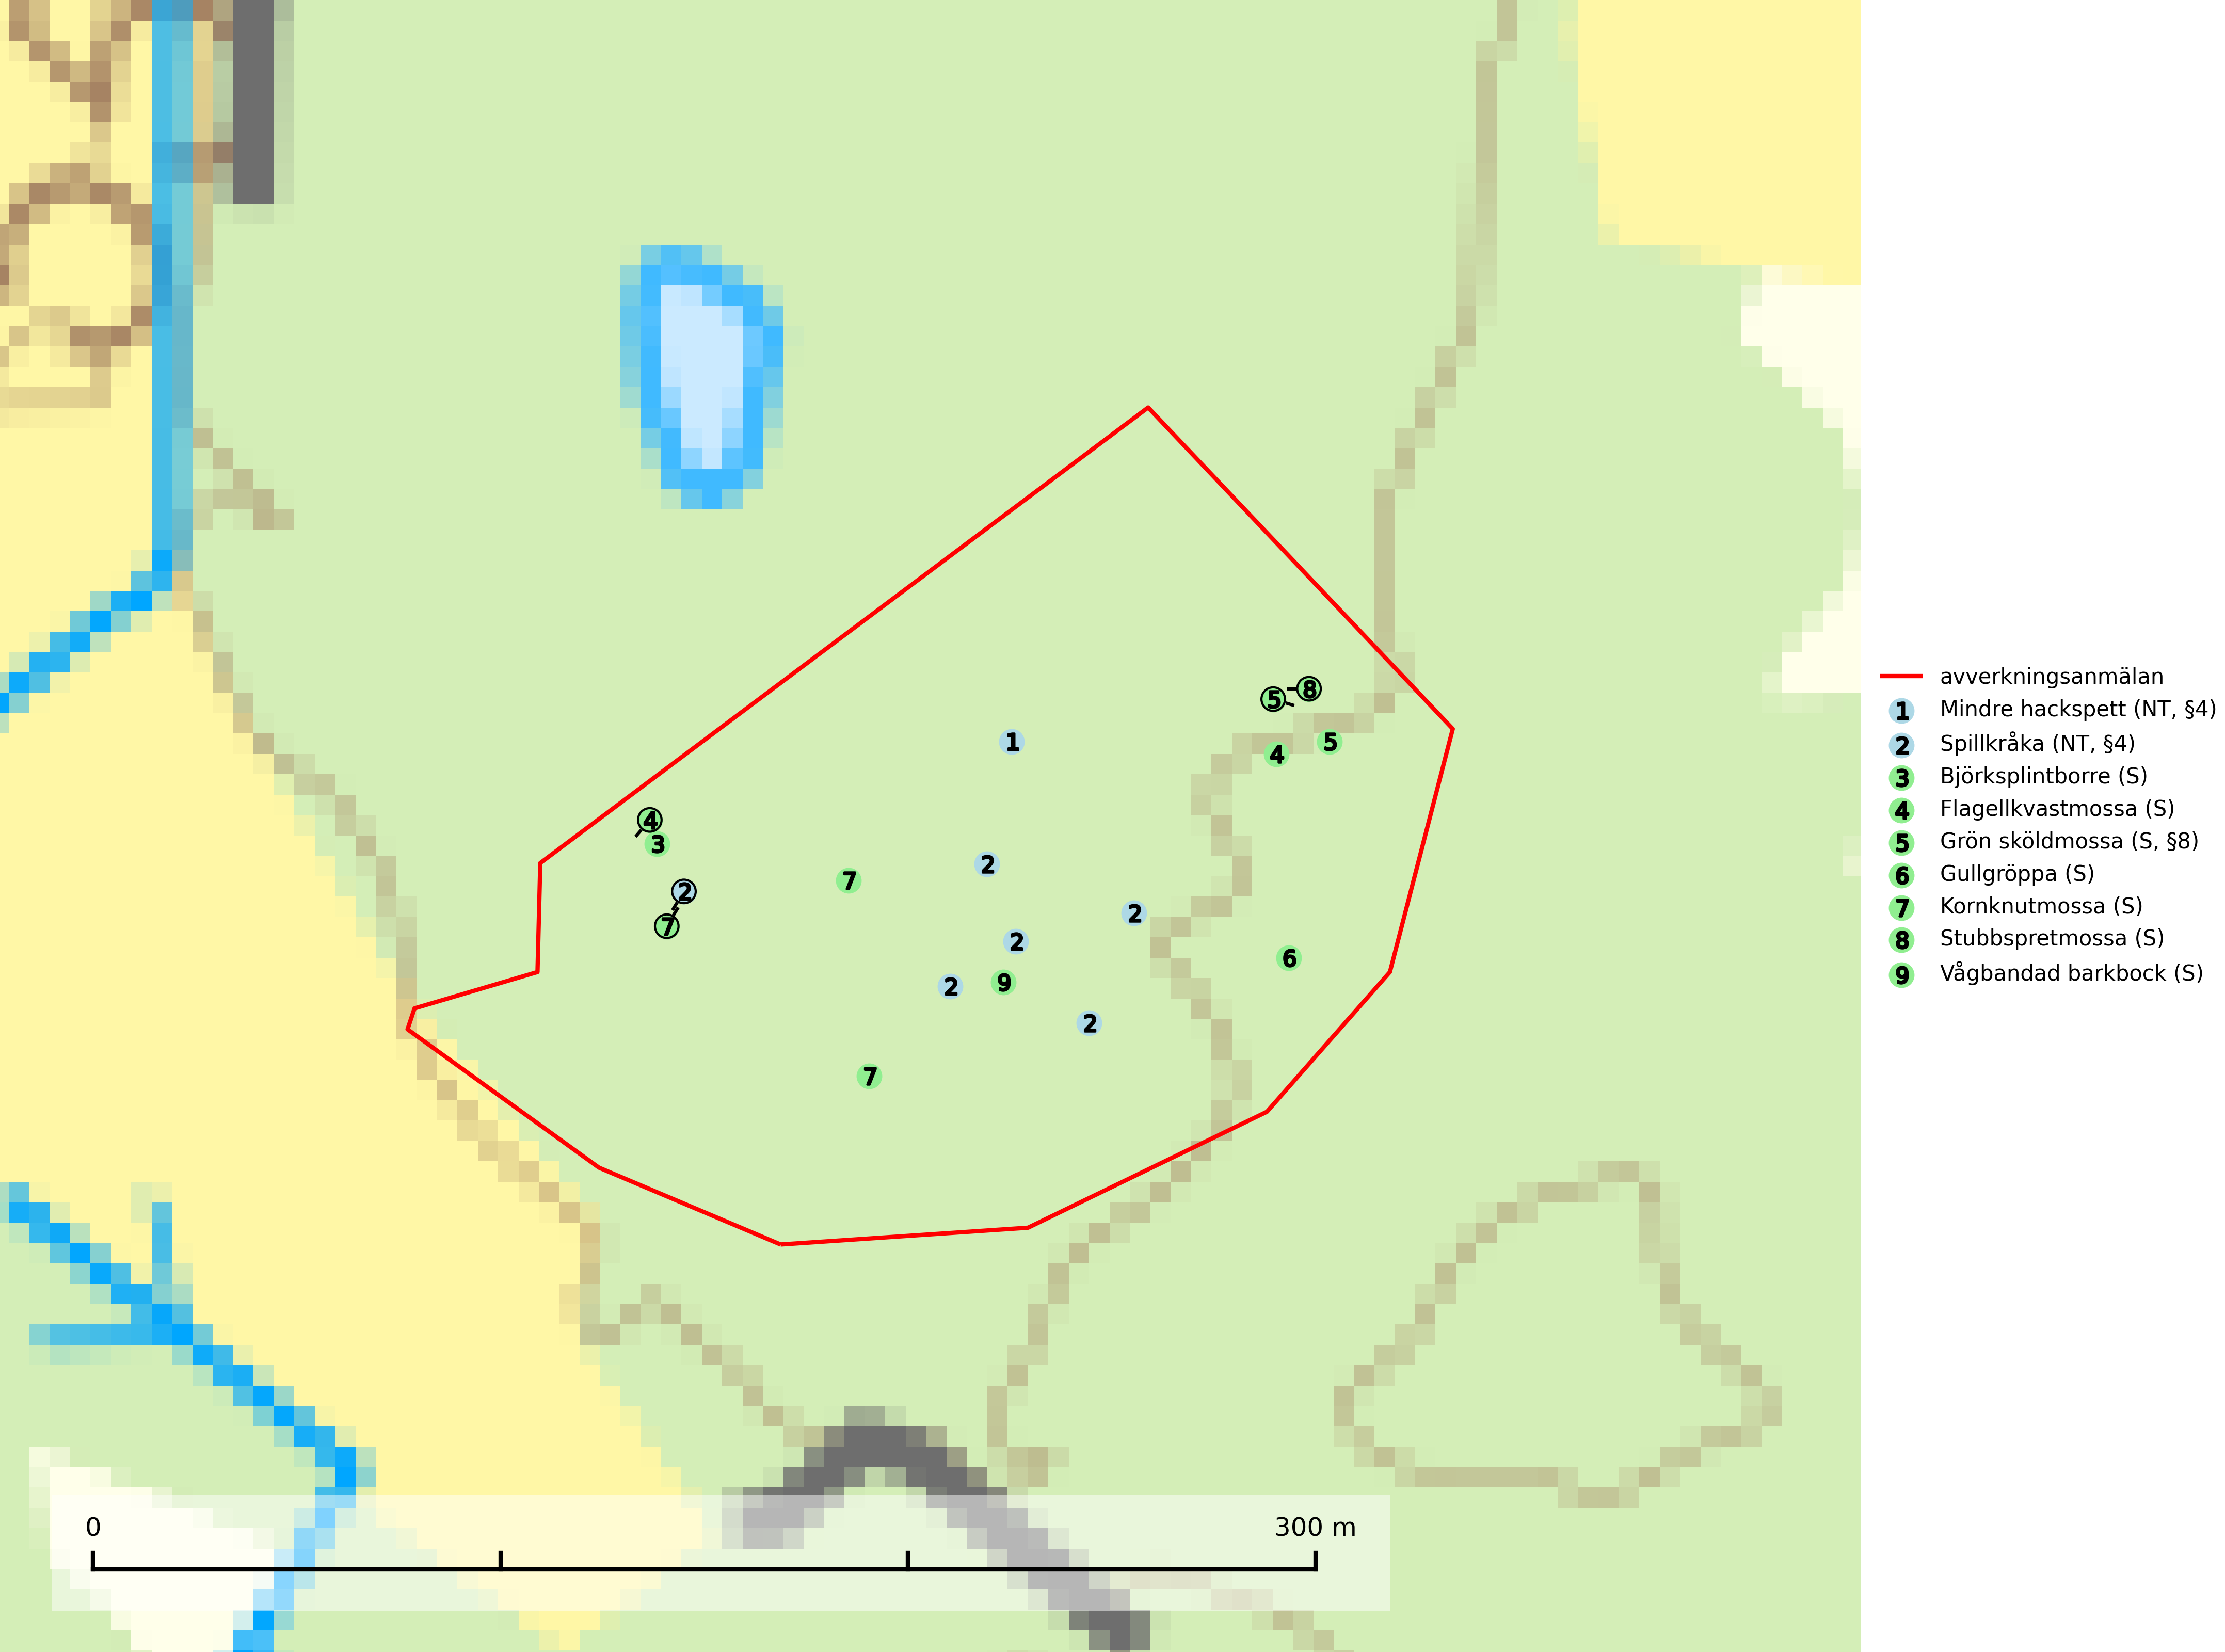 8
5
1
5
4
4
3
2
7
2
2
7
2
6
9
2
2
7
avverkningsanmälan
1 Mindre hackspett (NT, §4)
2 Spillkråka (NT, §4)
3 Björksplintborre (S)
4 Flagellkvastmossa (S)
5 Grön sköldmossa (S, §8)
6 Gullgröppa (S)
7 Kornknutmossa (S)
8 Stubbspretmossa (S)
9 Vågbandad barkbock (S)
0 300 m